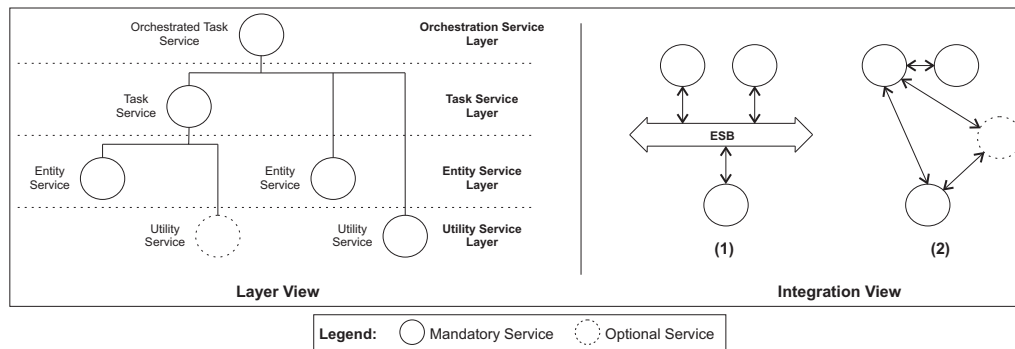 Orchestrated Task
Service
Orchestration Service
Layer
Task
Service
Task Service
Layer
Entity
Service
Entity
Service
Entity Service
Layer
Utility
Service
Utility
Service
Utility Service
Layer
Layer View
ESB
(1)
(2)
Integration View
Legend: Mandatory Service Optional Service